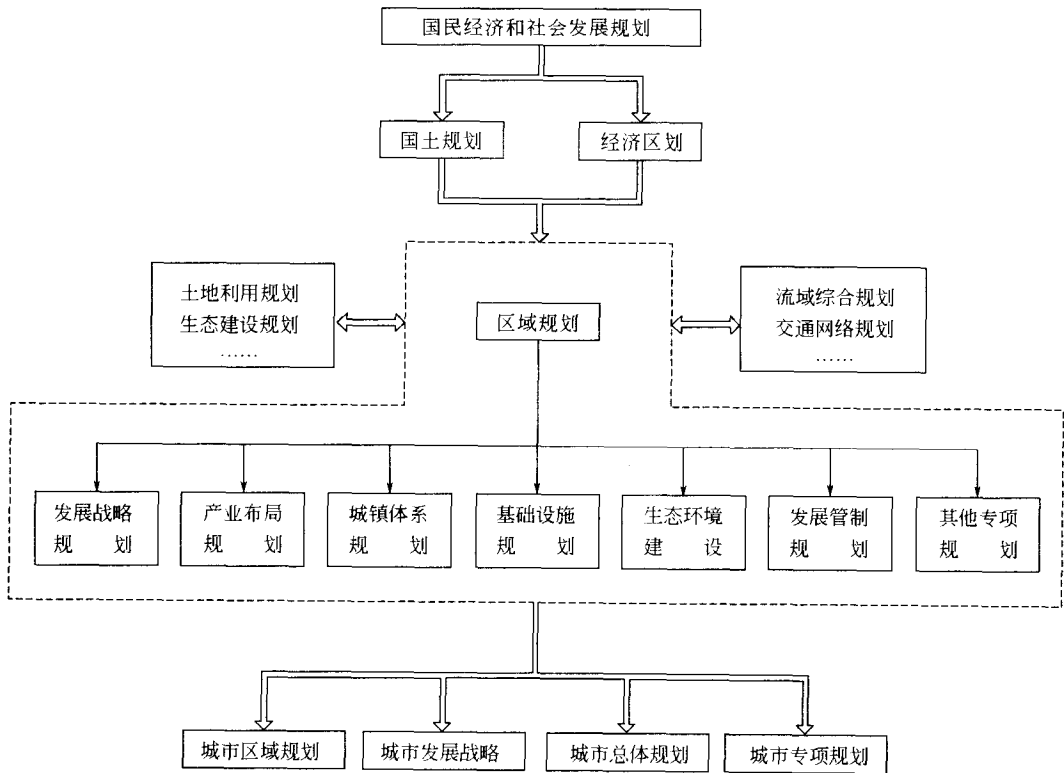 国民经济和社会发展规划
国土规划
经济区划
土地利用规划
生态建设规划
……
区域规划
流域综合规划
交通网络规划
……
发展战略
规 划
产业布局
规 划
城镇体系
规 划
基础设施
规 划
生态环境
建 设
发展管制
规 划
其他专项
规 划
城市区域规划
城市发展战略
城市总体规划
城市专项规划